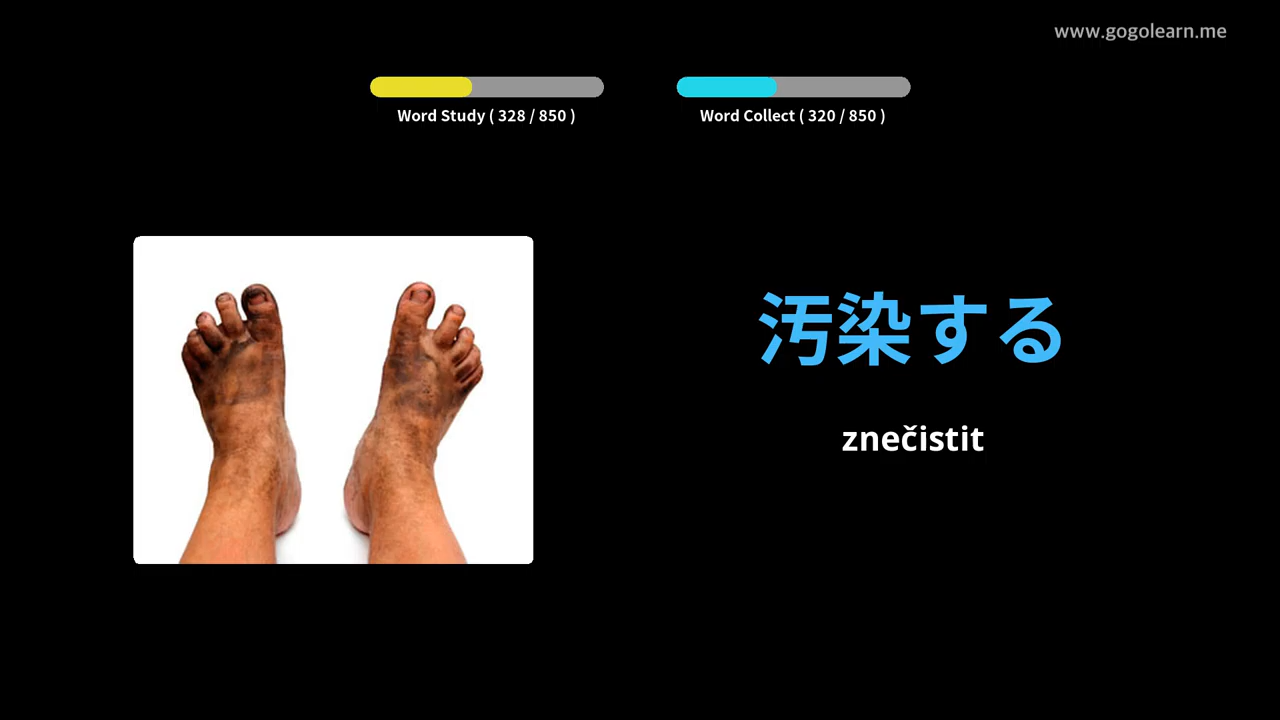 www.gogolearn.me
Word Study ( 328 / 850 )
Word Collect ( 320 / 850 )
汚染する
znečistit